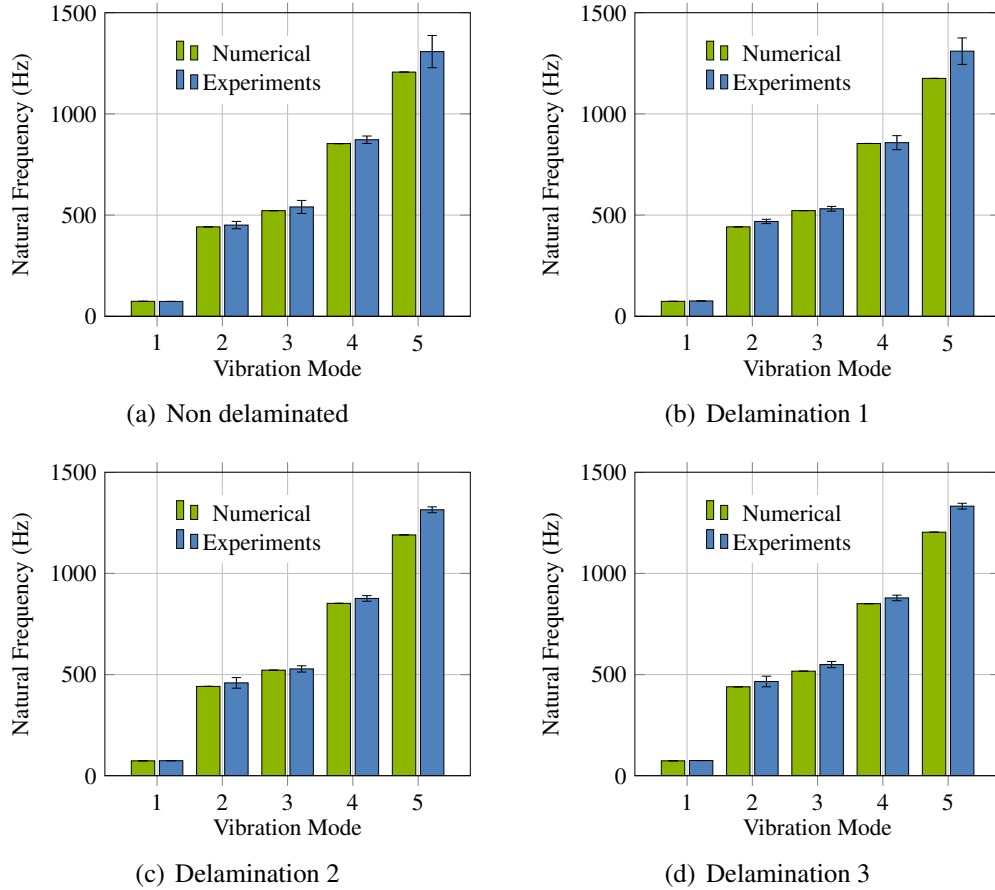 1500
1000
500
0
Natural Frequency (Hz)
Numerical
Experiments
1 2 3 4 5
Vibration Mode
(a) Non delaminated
1500
1000
500
0
Natural Frequency (Hz)
Numerical
Experiments
1 2 3 4 5
Vibration Mode
(b) Delamination 1
1500
1000
500
0
Natural Frequency (Hz)
Numerical
Experiments
1 2 3 4 5
Vibration Mode
(c) Delamination 2
1500
1000
500
0
Natural Frequency (Hz)
Numerical
Experiments
1 2 3 4 5
Vibration Mode
(d) Delamination 3